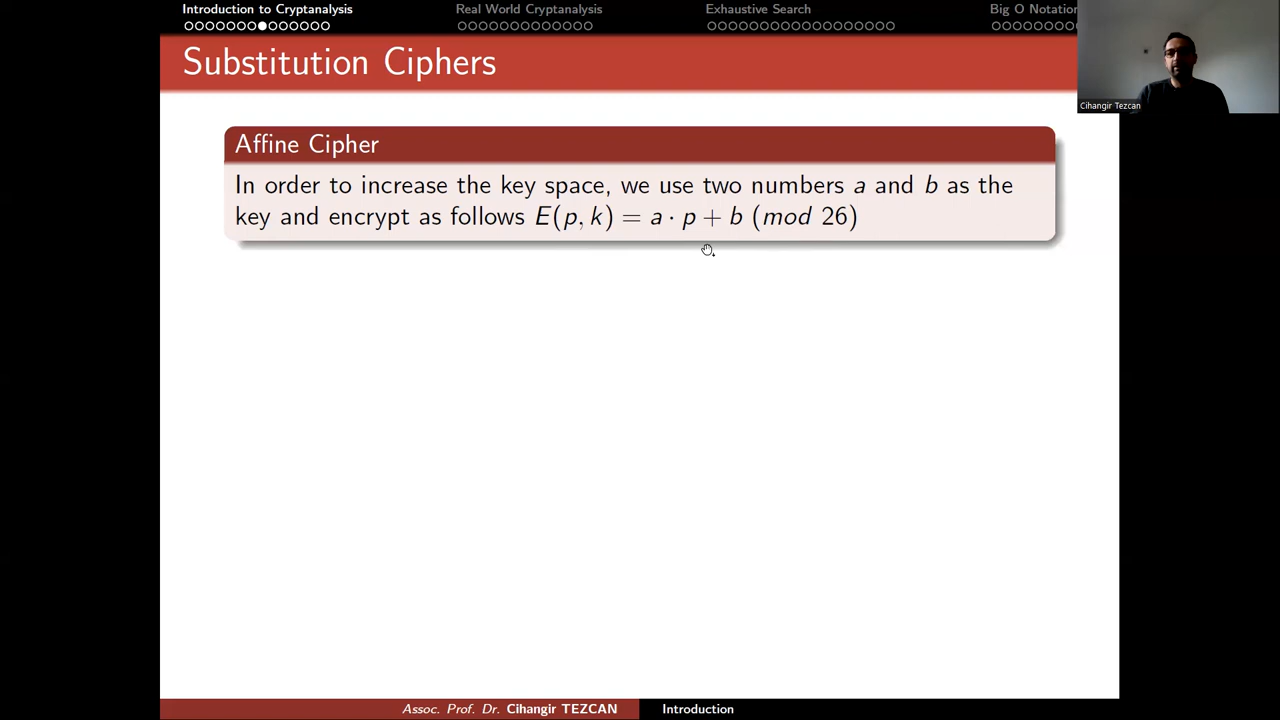 Introduction to Cryptanalysis Real World Cryptanalysis Exhaustive Search Big O Notation
Substitution Ciphers
Cihangir Tezcan
Affine Cipher
In order to increase the key space, we use two numbers a and b as the
key and encrypt as follows E(p, k) = a · p + b (mod 26)
Assoc. Prof. Dr. Cihangir TEZCAN Introduction